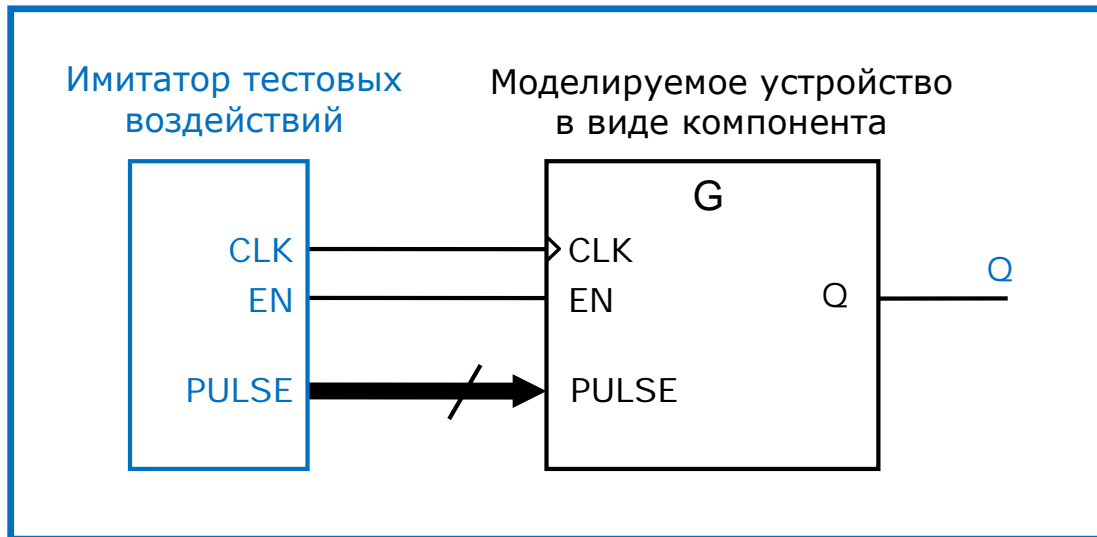 Имитатор тестовых
воздействий
Моделируемое устройство
в виде компонента
G
CLK
CLK
EN
EN
Q
Q
PULSE
PULSE